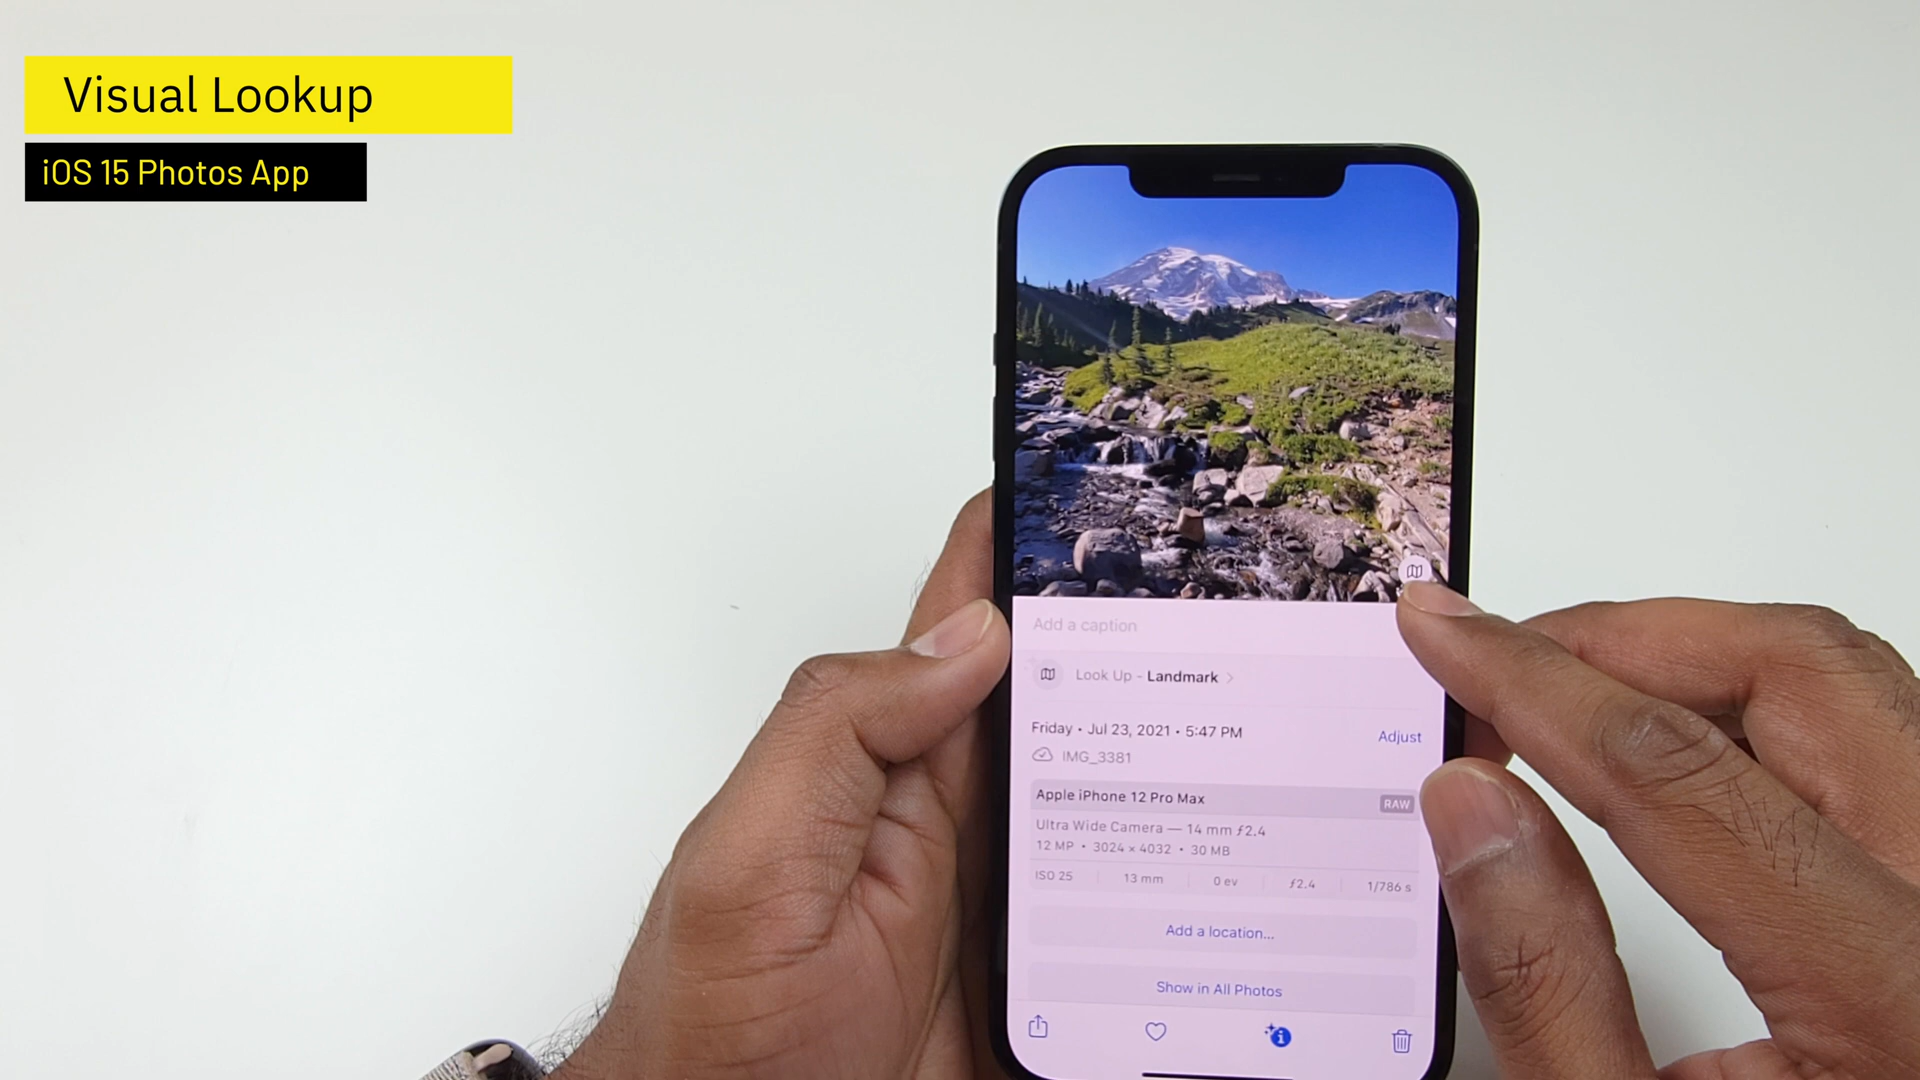 Visual Lookup
iOS 15 Photos App
Add a caption
Look Up - Landmark
Friday • Jul 23, 2021 • 5:47 PM
Adjust
IMG_3381
Apple iPhone 12 Pro Max
RAW
Ultra Wide Camera — 14 mm ƒ2.4
12 MP • 3024 × 4032 • 30 MB
ISO 25 13 mm 0 ev ƒ2.4 1/786 s
Add a location...
Show in All Photos